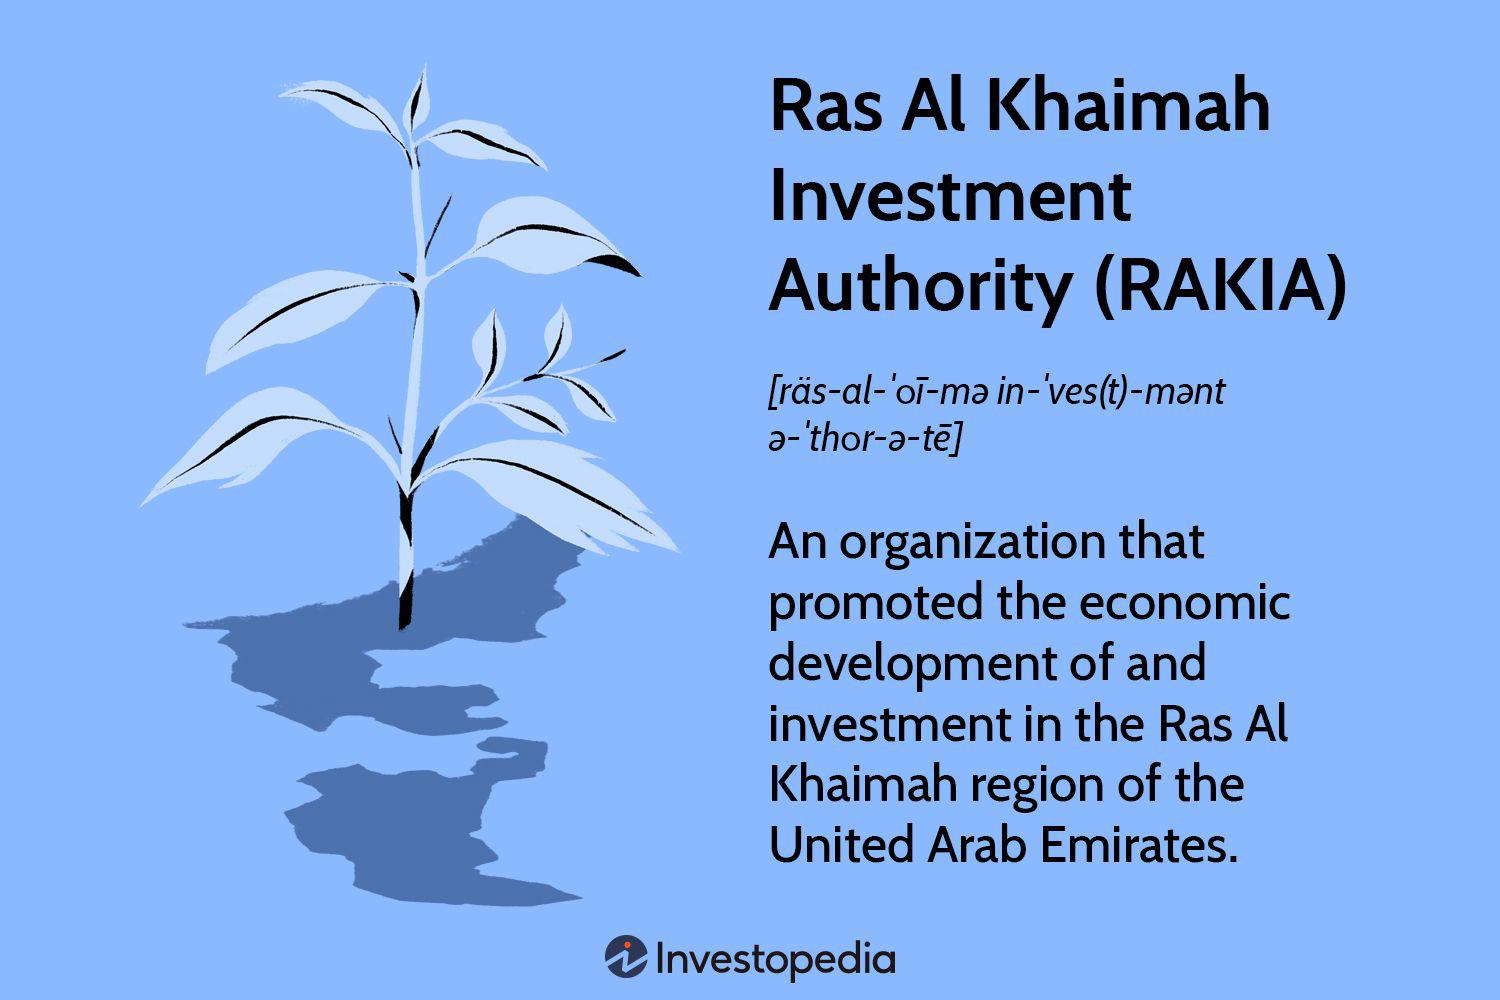 Ras Al Khaimah
Investment
Authority (RAKIA)
[räs-al-ˈoī-mə in-ˈves(t)-mənt
ə-ˈthor-ə-tē]
An organization that
promoted the economic
development of and
investment in the Ras Al
Khaimah region of the
United Arab Emirates.
Investopedia